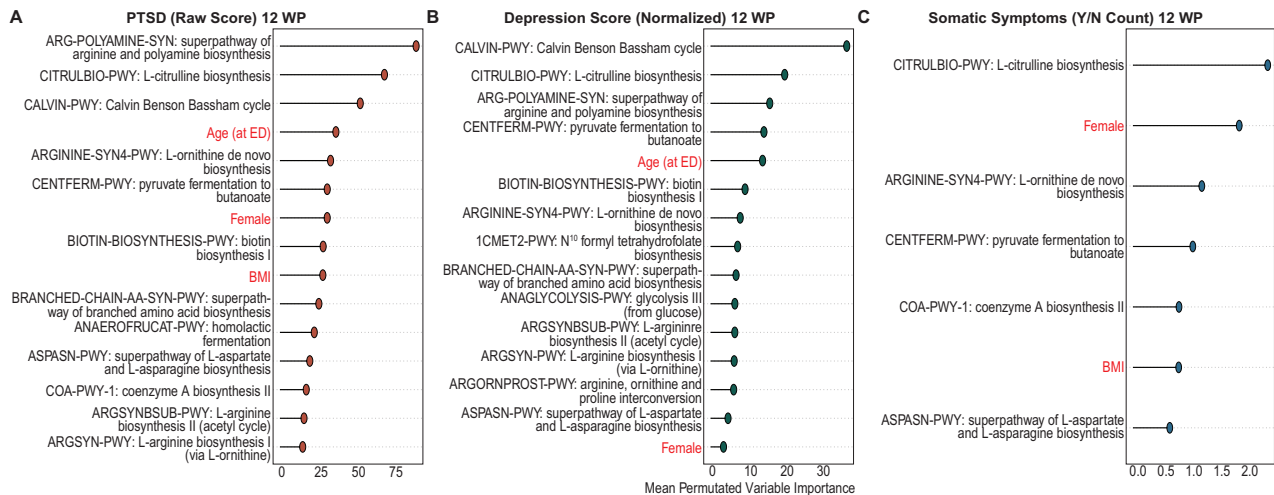 A
PTSD (Raw Score) 12 WP
ARG-POLYAMINE-SYN: superpathway of
arginine and polyamine biosynthesis
CITRULBIO-PWY: L-citrulline biosynthesis
CALVIN-PWY: Calvin Benson Bassham cycle
Age (at ED)
ARGININE-SYN4-PWY: L-ornithine de novo
biosynthesis
CENTFERM-PWY: pyruvate fermentation to
butanoate
Female
BIOTIN-BIOSYNTHESIS-PWY: biotin
biosynthesis I
BMI
BRANCHED-CHAIN-AA-SYN-PWY: superpath-
way of branched amino acid biosynthesis
ANAEROFRUCAT-PWY: homolactic
fermentation
ASPASN-PWY: superpathway of L-aspartate
and L-asparagine biosynthesis
COA-PWY-1: coenzyme A biosynthesis II
ARGSYNBSUB-PWY: L-arginine
biosynthesis II (acetyl cycle)
ARGSYN-PWY: L-arginine biosynthesis I
(via L-ornithine)
0 25 50 75
B
Depression Score (Normalized) 12 WP
CALVIN-PWY: Calvin Benson Bassham cycle
CITRULBIO-PWY: L-citrulline biosynthesis
ARG-POLYAMINE-SYN: superpathway of
arginine and polyamine biosynthesis
CENTFERM-PWY: pyruvate fermentation to
butanoate
Age (at ED)
BIOTIN-BIOSYNTHESIS-PWY: biotin
biosynthesis I
ARGININE-SYN4-PWY: L-ornithine de novo
biosynthesis
1CMET2-PWY: N¹⁰ formyl tetrahydrofolate
biosynthesis
BRANCHED-CHAIN-AA-SYN-PWY: superpath-
way of branched amino acid biosynthesis
ANAGLYCOLYSIS-PWY: glycolysis III
(from glucose)
ARGSYNBSUB-PWY: L-argininre
biosynthesis II (acetyl cycle)
ARGSYN-PWY: L-arginine biosynthesis I
(via L-ornithine)
ARGORNPROST-PWY: arginine, ornithine and
proline interconversion
ASPASN-PWY: superpathway of L-aspartate
and L-asparagine biosynthesis
Female
0 10 20 30
Mean Permutated Variable Importance
C
Somatic Symptoms (Y/N Count) 12 WP
CITRULBIO-PWY: L-citrulline biosynthesis
Female
ARGININE-SYN4-PWY: L-ornithine de novo
biosynthesis
CENTFERM-PWY: pyruvate fermentation to
butanoate
COA-PWY-1: coenzyme A biosynthesis II
BMI
ASPASN-PWY: superpathway of L-aspartate
and L-asparagine biosynthesis
0.0 0.5 1.0 1.5 2.0